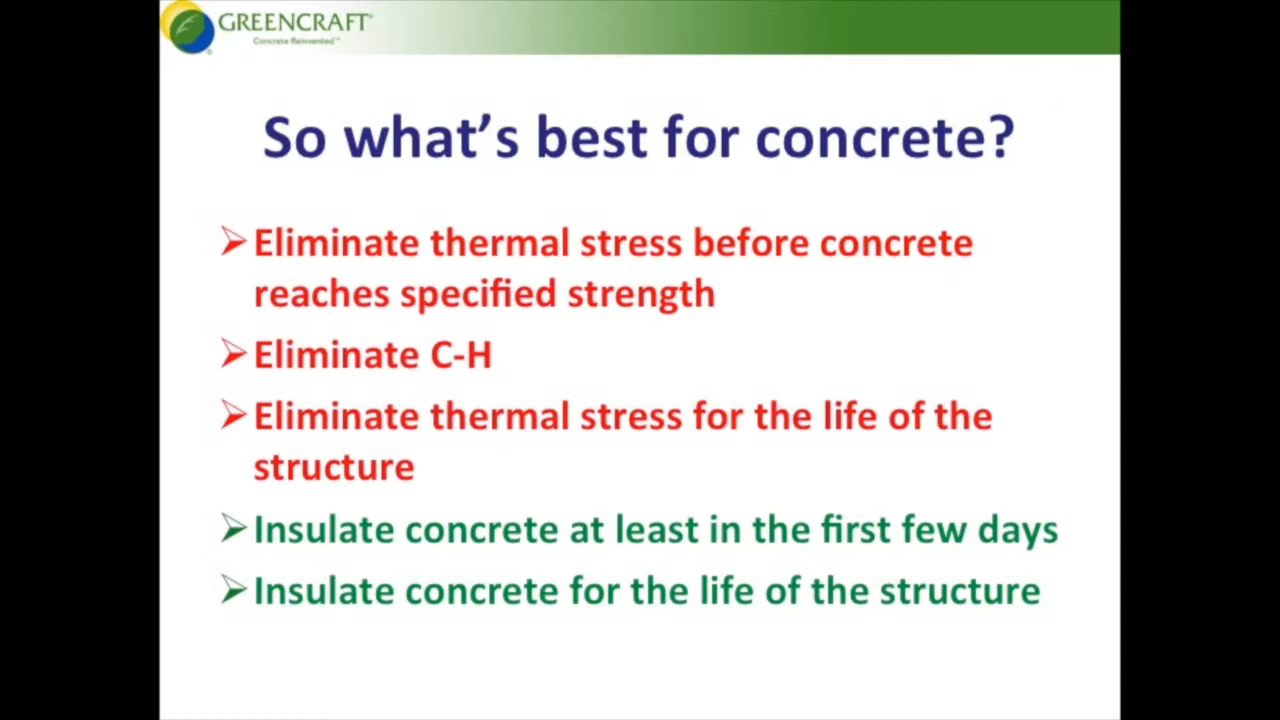 GREENCRAFT®
Concrete Reinvented™
So what’s best for concrete?
Eliminate thermal stress before concrete
reaches specified strength
Eliminate C-H
Eliminate thermal stress for the life of the
structure
Insulate concrete at least in the first few days
Insulate concrete for the life of the structure